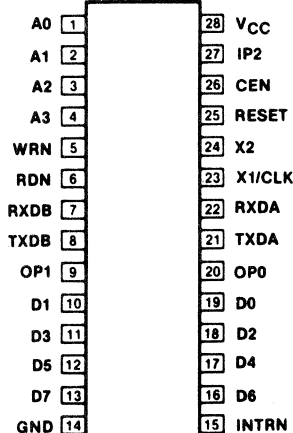 A0 1 28 VCC
A1 2 27 IP2
A2 3 26 CEN
A3 4 25 RESET
WRN 5 24 X2
RDN 6 23 X1/CLK
RXDB 7 22 RXDA
TXDB 8 21 TXDA
OP1 9 20 OP0
D1 10 19 D0
D3 11 18 D2
D5 12 17 D4
D7 13 16 D6
GND 14 15 INTRN